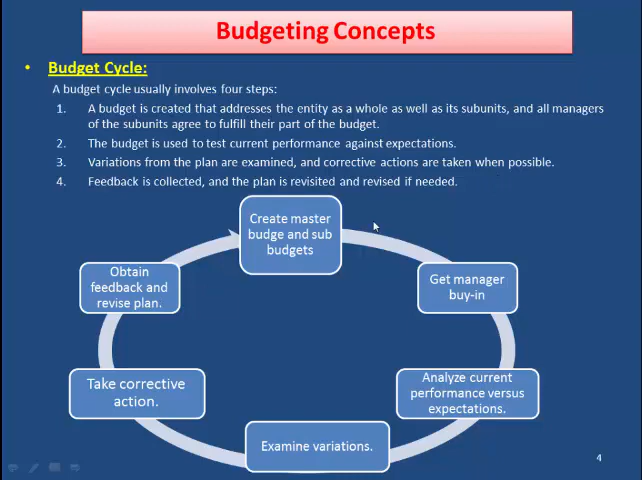 Budgeting Concepts
• Budget Cycle:
A budget cycle usually involves four steps:
1. A budget is created that addresses the entity as a whole as well as its subunits, and all managers
of the subunits agree to fulfill their part of the budget.
2. The budget is used to test current performance against expectations.
3. Variations from the plan are examined, and corrective actions are taken when possible.
4. Feedback is collected, and the plan is revisited and revised if needed.
Create master
budge and sub
budgets
Get manager
buy-in
Analyze current
performance versus
expectations.
Examine variations.
Take corrective
action.
Obtain
feedback and
revise plan.
4